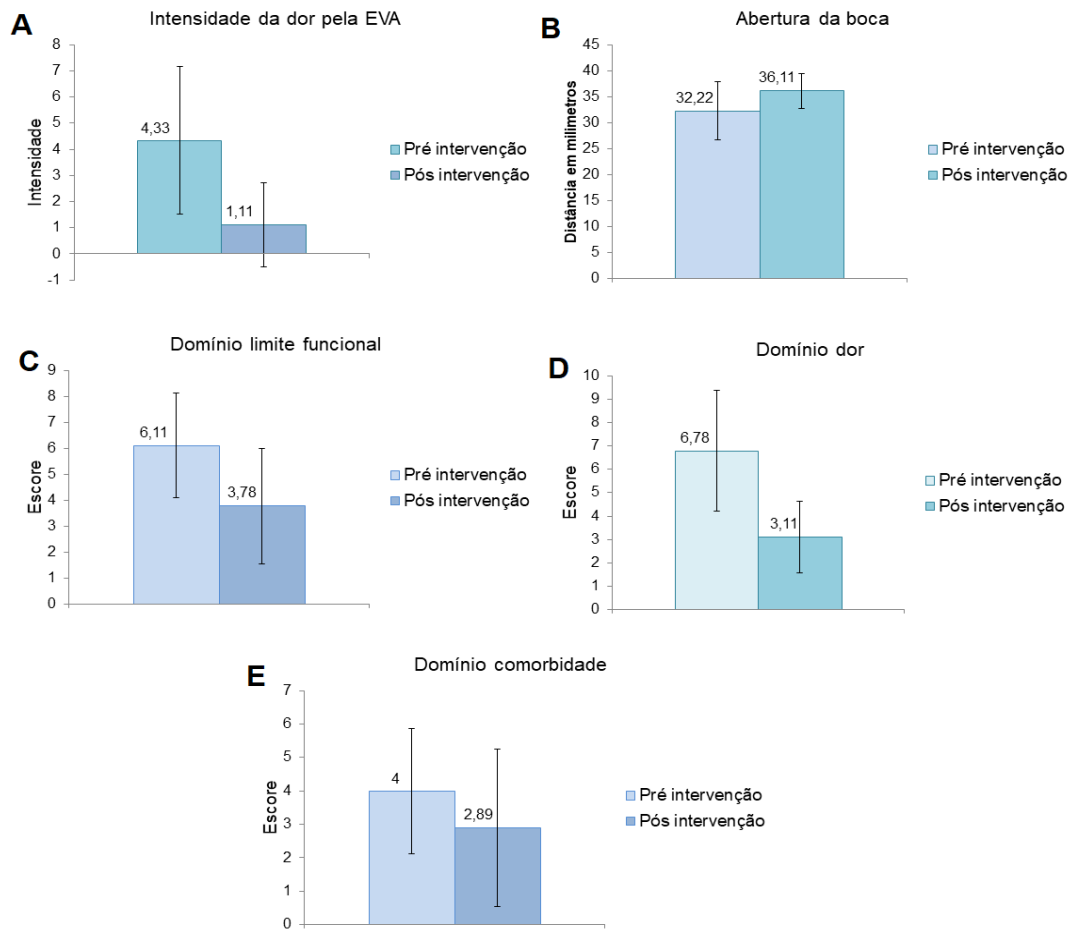 A
Intensidade da dor pela EVA
8
7
6
5
4
3
2
1
0
-1
Intensidade
4,33
1,11
Pré intervenção
Pós intervenção
B
Abertura da boca
45
40
35
30
25
20
15
10
5
0
Distância em milimetros
32,22
36,11
Pré intervenção
Pós intervenção
C
Domínio limite funcional
9
8
7
6
5
4
3
2
1
0
Escore
6,11
3,78
Pré intervenção
Pós intervenção
D
Domínio dor
10
9
8
7
6
5
4
3
2
1
0
Escore
6,78
3,11
Pré intervenção
Pós intervenção
E
Domínio comorbidade
7
6
5
4
3
2
1
0
Escore
4
2,89
Pré intervenção
Pós intervenção